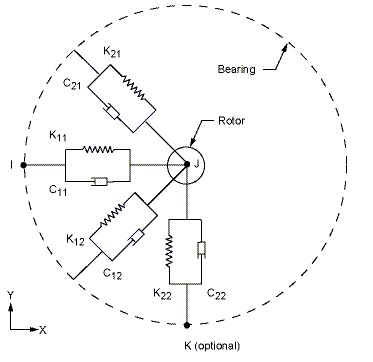 K21
C21
Bearing
Rotor
K11
I
J
C11
K12
C12
K22
C22
Y
X
K (optional)